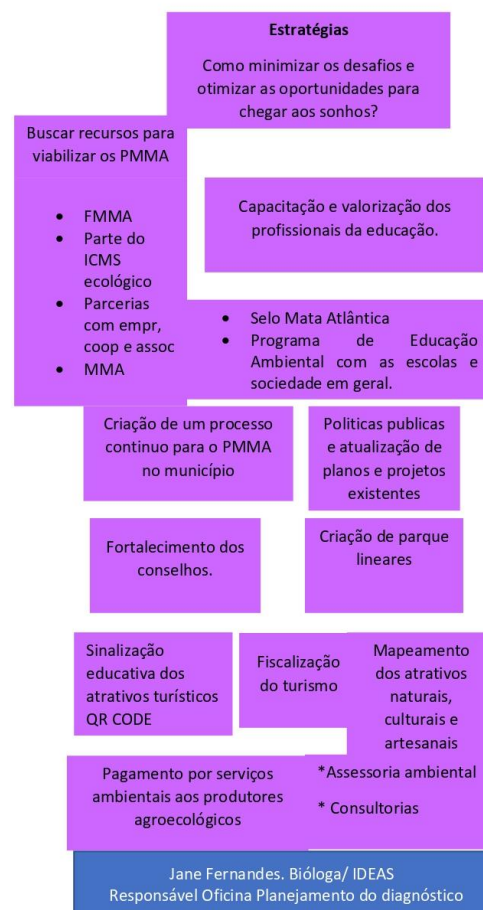 Estratégias
Como minimizar os desafios e
otimizar as oportunidades para
chegar aos sonhos?
Buscar recursos para
viabilizar os PMMA
• FMMA
• Parte do
ICMS
ecológico
• Parcerias
com empr,
coop e assoc
• MMA
Capacitação e valorização dos
profissionais da educação.
• Selo Mata Atlântica
• Programa de Educação
Ambiental com as escolas e
sociedade em geral.
Criação de um processo
continuo para o PMMA
no município
Politicas publicas
e atualização de
planos e projetos
existentes
Fortalecimento dos
conselhos.
Criação de parque
lineares
Sinalização
educativa dos
atrativos turísticos
QR CODE
Fiscalização
do turismo
Mapeamento
dos atrativos
naturais,
culturais e
artesanais
Pagamento por serviços
ambientais aos produtores
agroecológicos
*Assessoria ambiental
* Consultorias
Jane Fernandes. Bióloga/ IDEAS
Responsável Oficina Planejamento do diagnóstico